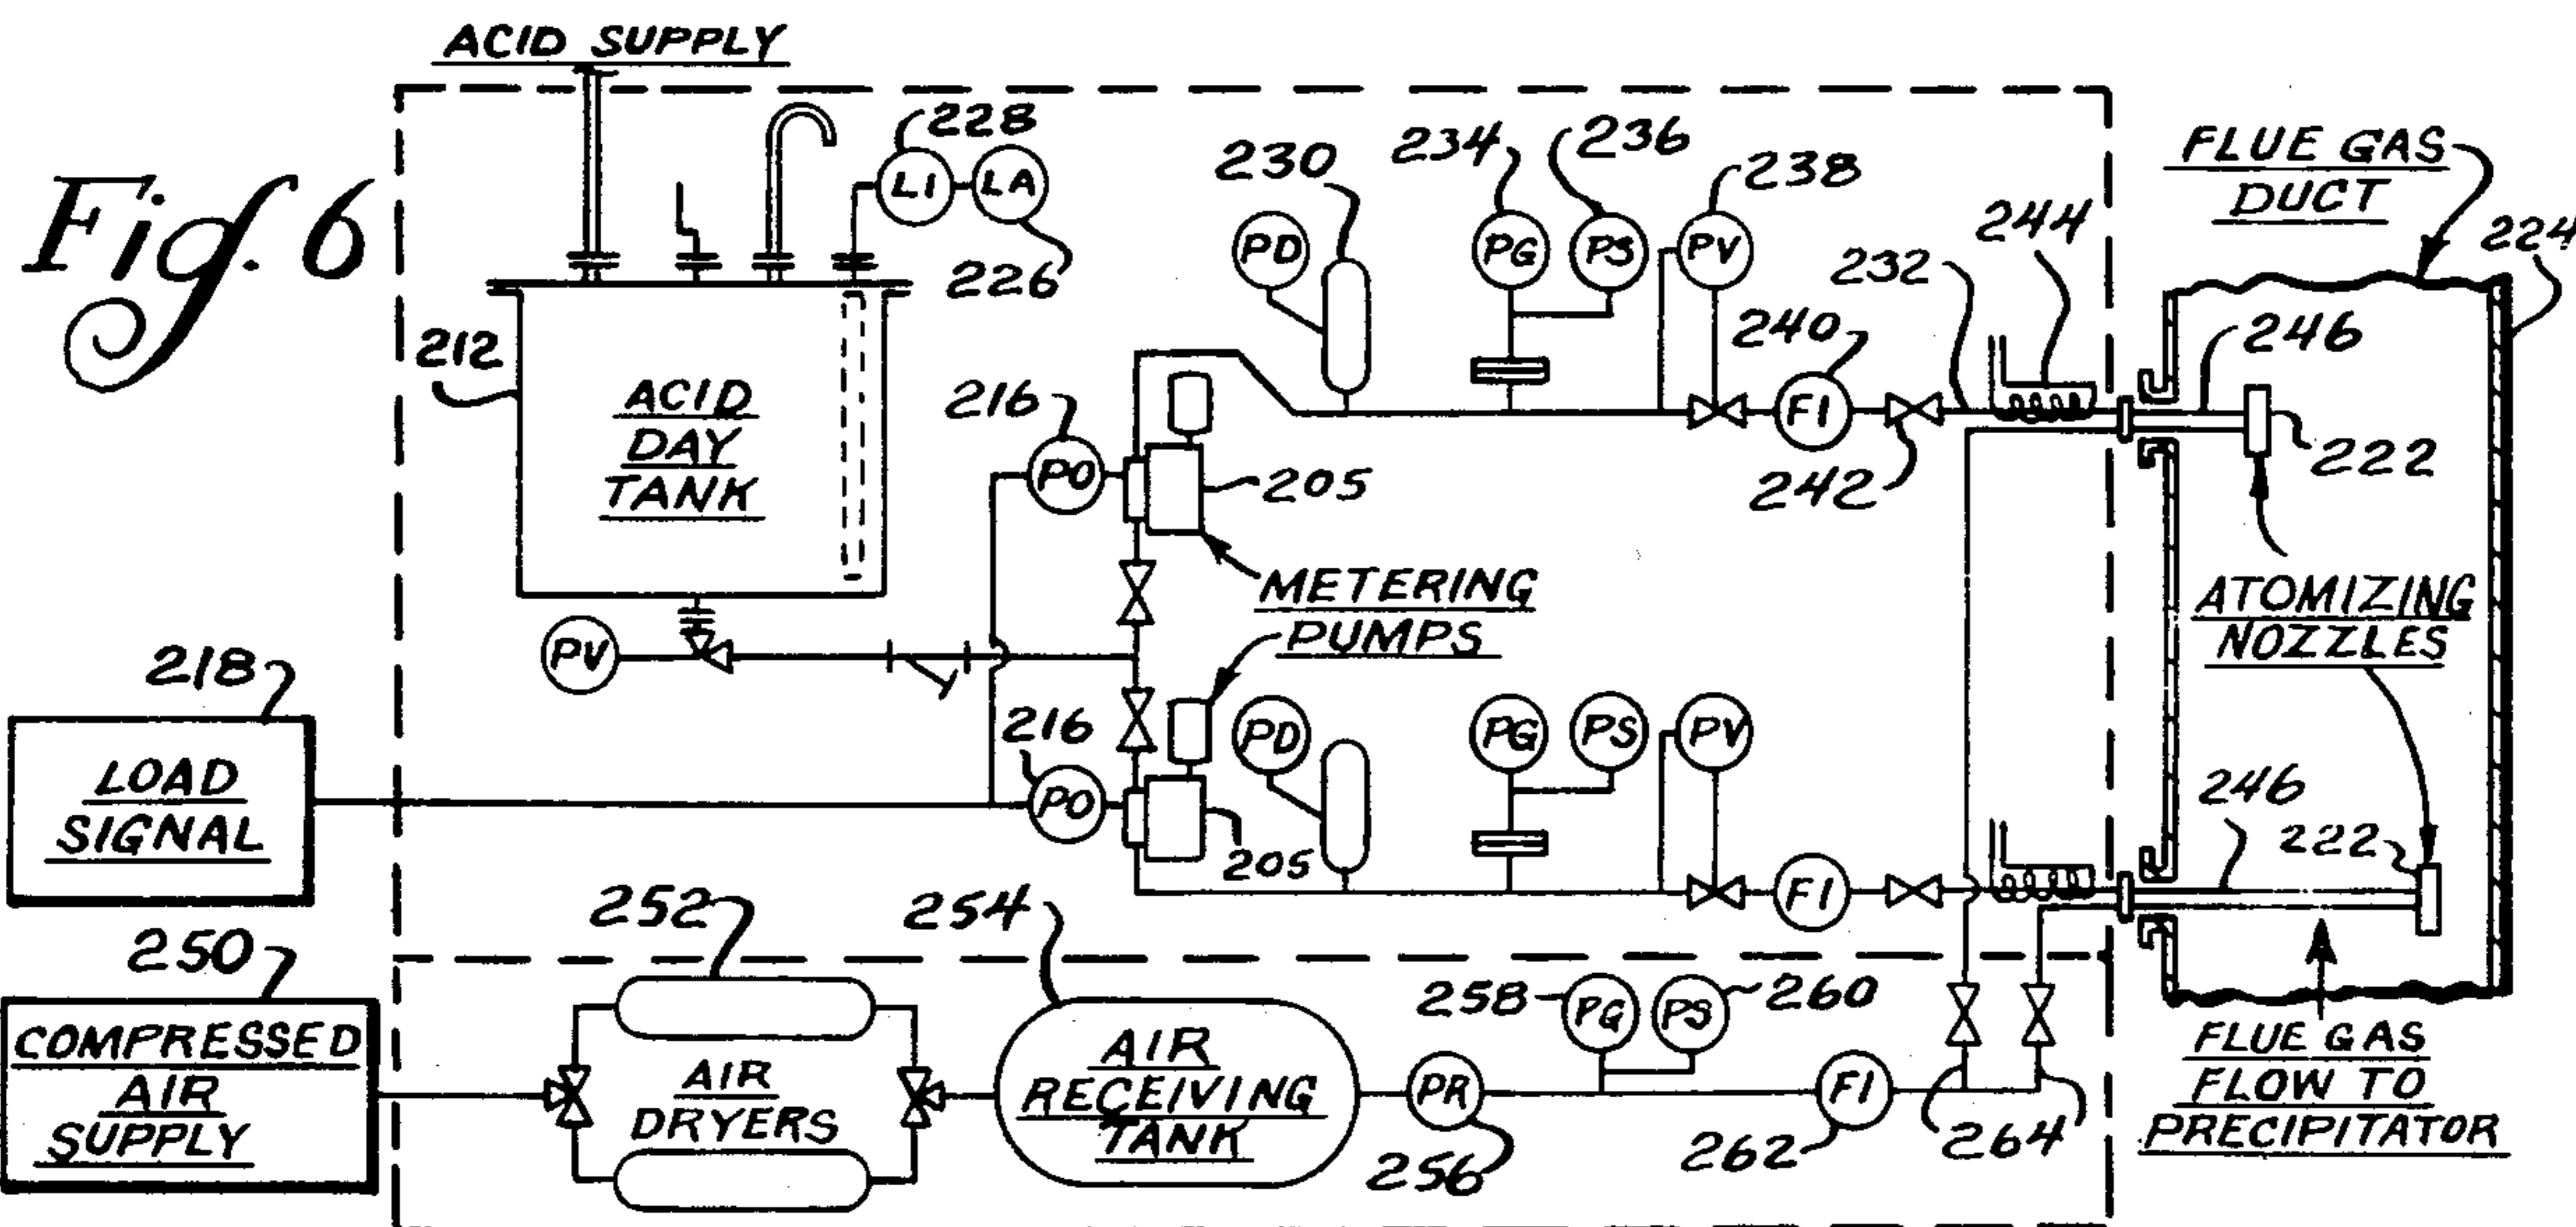 Fig. 6
ACID SUPPLY
228
LI
LA
226
212
ACID
DAY
TANK
PV
230
PD
234
PG
236
PS
238
PV
240
FI
242
232
244
FLUE GAS
DUCT
224
246
222
216
PO
205
METERING
PUMPS
ATOMIZING
NOZZLES
218
LOAD
SIGNAL
216
PO
205
PD
PG
PS
PV
FI
246
222
250
COMPRESSED
AIR
SUPPLY
252
AIR
DRYERS
254
AIR
RECEIVING
TANK
PR
256
258
PG
PS
260
FI
262
264
FLUE GAS
FLOW TO
PRECIPITATOR